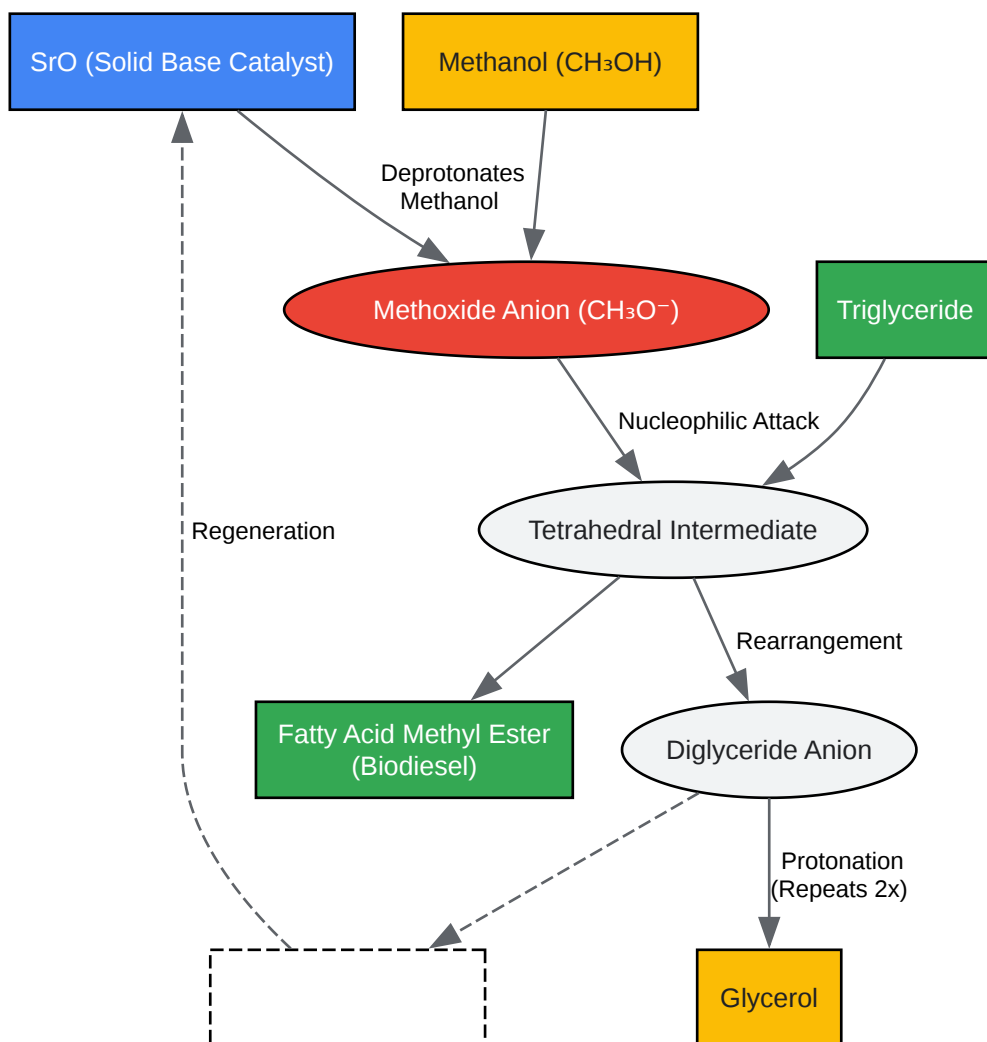 SrO (Solid Base Catalyst)
Methanol (CH₃OH)
Deprotonates
Methanol
Methoxide Anion (CH₃O⁻)
Triglyceride
Nucleophilic Attack
Tetrahedral Intermediate
Regeneration
Rearrangement
Fatty Acid Methyl Ester
(Biodiesel)
Diglyceride Anion
Protonation
(Repeats 2x)
Glycerol